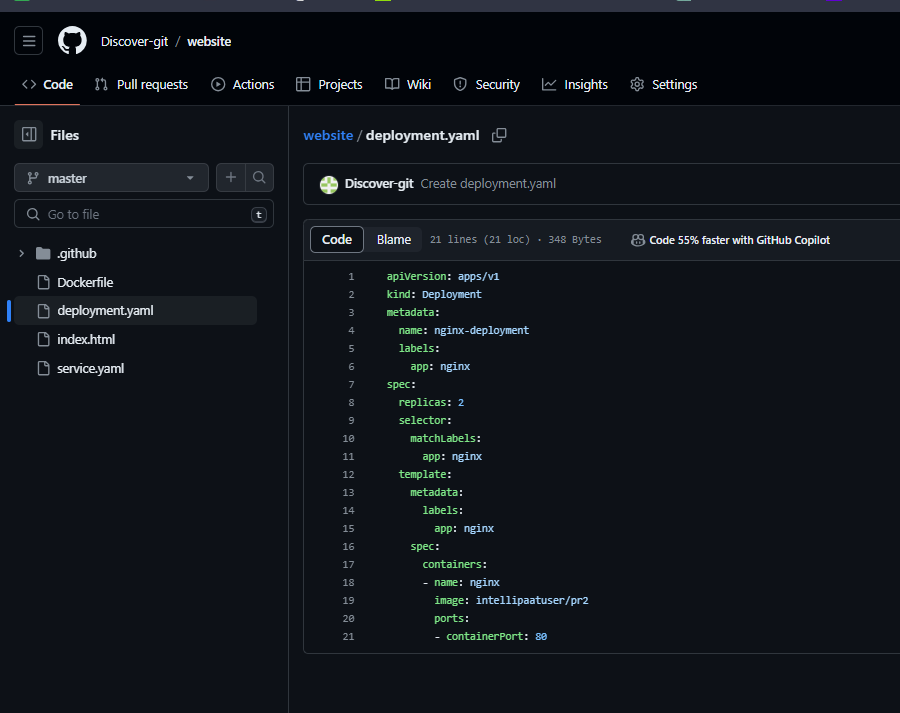 Discover-git / website
Code Pull requests Actions Projects Wiki Security Insights Settings
Files
master
Go to file t
.github
Dockerfile
deployment.yaml
index.html
service.yaml
website / deployment.yaml
Discover-git Create deployment.yaml
Code Blame 21 lines (21 loc) · 348 Bytes Code 55% faster with GitHub Copilot
1 apiVersion: apps/v1
2 kind: Deployment
3 metadata:
4   name: nginx-deployment
5   labels:
6     app: nginx
7 spec:
8   replicas: 2
9   selector:
10     matchLabels:
11       app: nginx
12   template:
13     metadata:
14       labels:
15         app: nginx
16     spec:
17       containers:
18       - name: nginx
19         image: intellipaatuser/pr2
20         ports:
21         - containerPort: 80